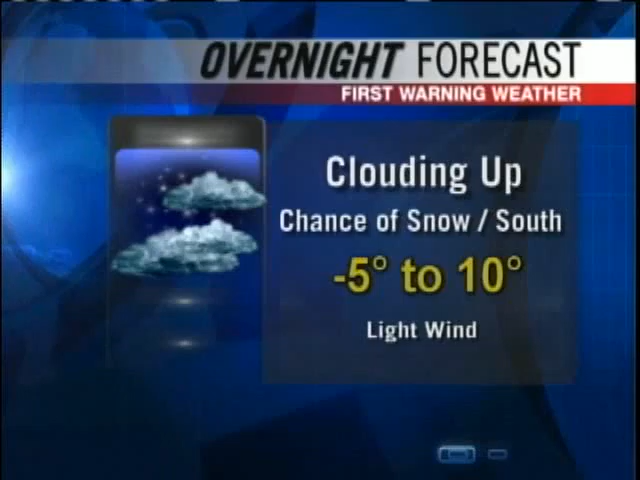 OVERNIGHT FORECAST
FIRST WARNING WEATHER
Clouding Up
Chance of Snow / South
-5° to 10°
Light Wind